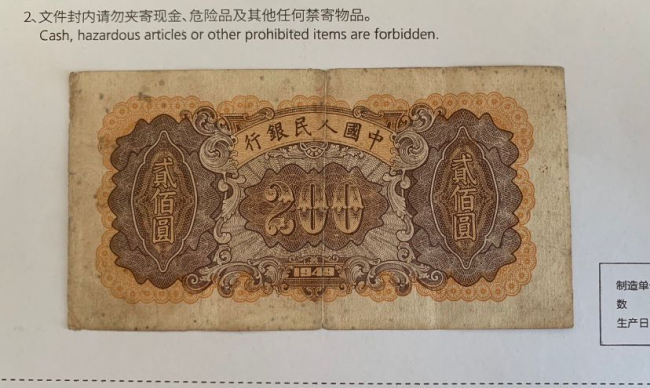 2、文件封内请勿夹寄现金、危险品及其他任何禁寄物品。
Cash, hazardous articles or other prohibited items are forbidden.
中國人民銀行
貳佰圓
200
貳佰圓
1949
制造单
数
生产日